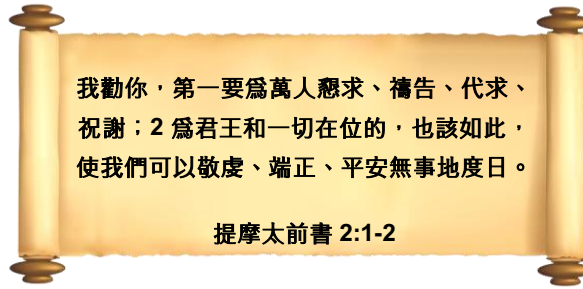 我勸你，第一要爲萬人懇求、禱告、代求、
祝謝；2 爲君王和一切在位的，也該如此，
使我們可以敬虔、端正、平安無事地度日。
提摩太前書 2:1-2